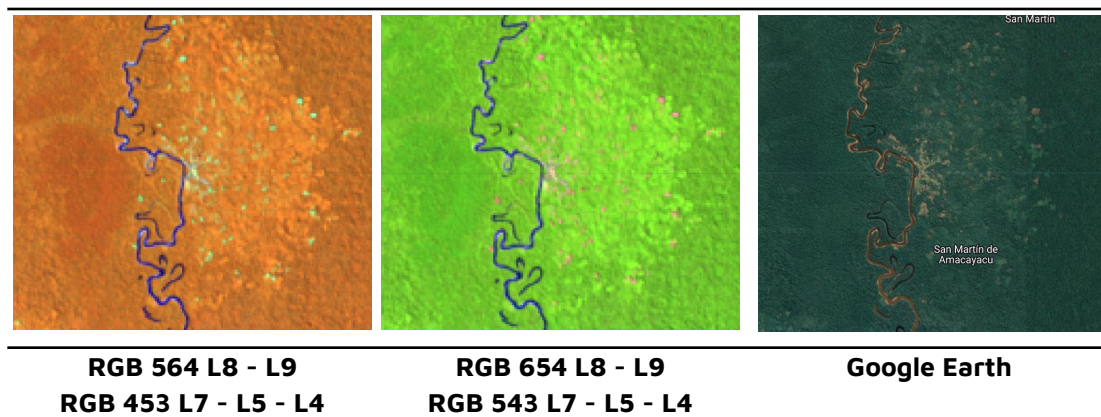 San Martín
San Martín de
Amacayacu
RGB 564 L8 - L9
RGB 654 L8 - L9
Google Earth
RGB 453 L7 - L5 - L4
RGB 543 L7 - L5 - L4